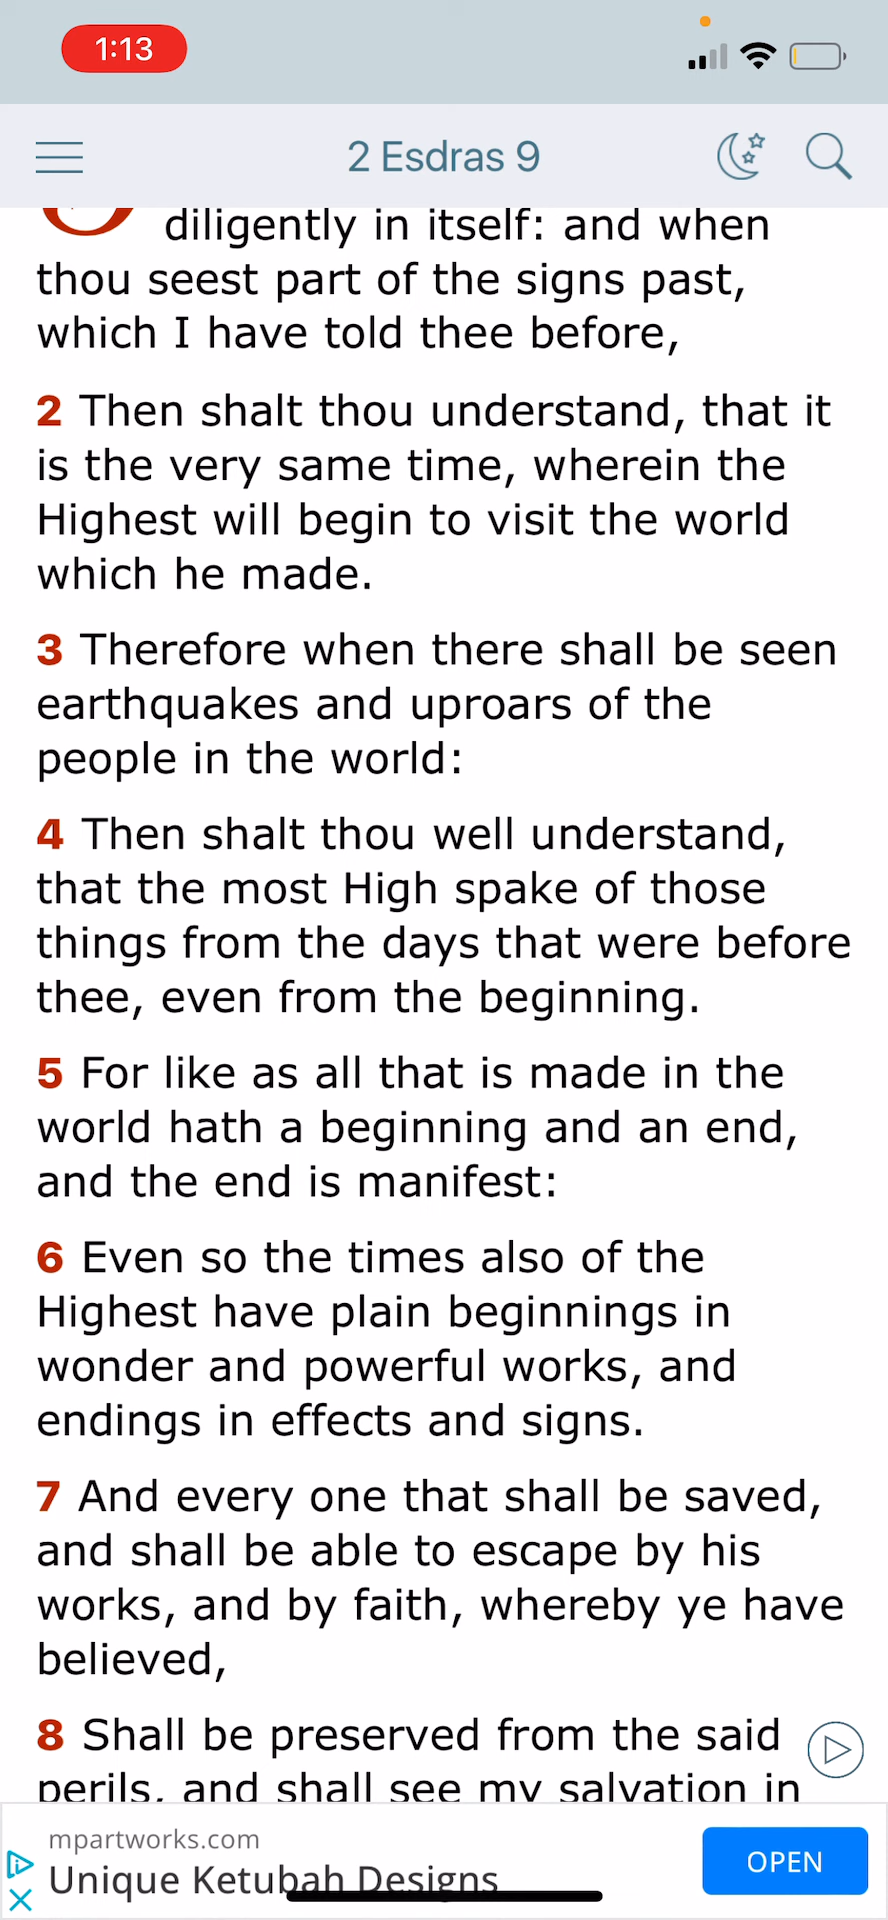 1:13
2 Esdras 9
diligently in itself: and when
thou seest part of the signs past,
which I have told thee before,
2 Then shalt thou understand, that it
is the very same time, wherein the
Highest will begin to visit the world
which he made.
3 Therefore when there shall be seen
earthquakes and uproars of the
people in the world:
4 Then shalt thou well understand,
that the most High spake of those
things from the days that were before
thee, even from the beginning.
5 For like as all that is made in the
world hath a beginning and an end,
and the end is manifest:
6 Even so the times also of the
Highest have plain beginnings in
wonder and powerful works, and
endings in effects and signs.
7 And every one that shall be saved,
and shall be able to escape by his
works, and by faith, whereby ye have
believed,
8 Shall be preserved from the said
perils, and shall see my salvation in
mpartworks.com
Unique Ketubah Designs
OPEN